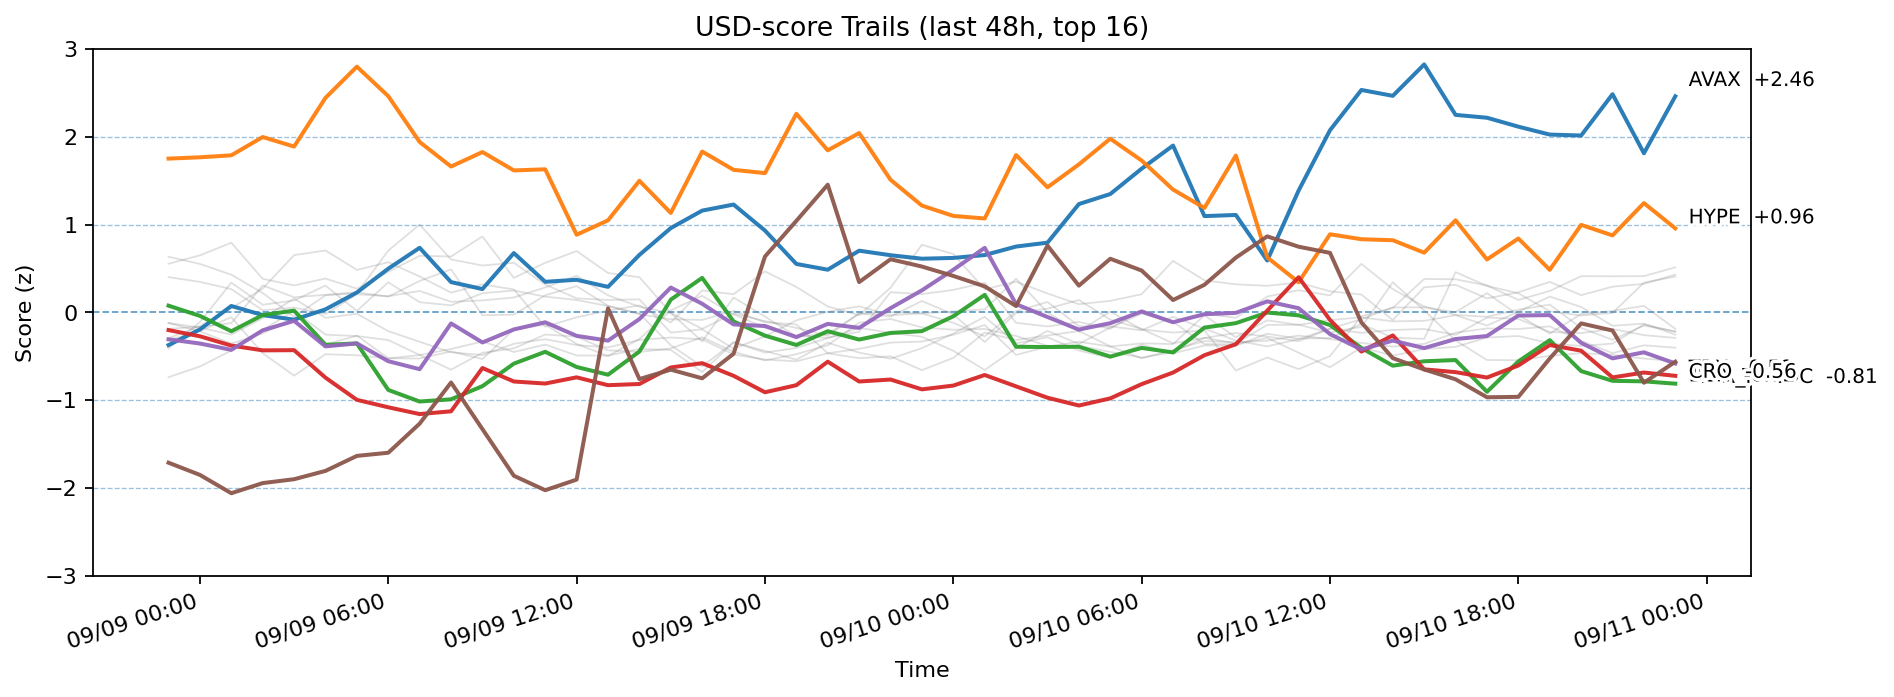 USD-score Trails (last 48h, top 16)
Score (z)
3
2
1
0
−1
−2
−3
AVAX +2.46
HYPE +0.96
CRO -0.56
-0.81
09/09 00:00
09/09 06:00
09/09 12:00
09/09 18:00
09/10 00:00
09/10 06:00
09/10 12:00
09/10 18:00
09/11 00:00
Time